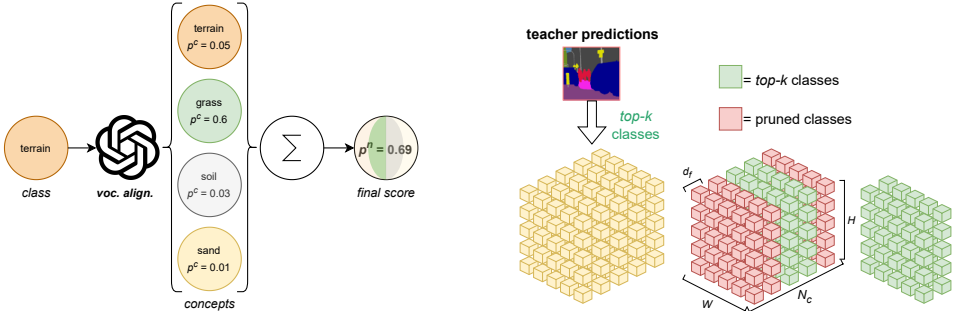 terrain
class
voc. align.
terrain
p^c = 0.05
grass
p^c = 0.6
soil
p^c = 0.03
sand
p^c = 0.01
concepts
Σ
p^n = 0.69
final score
teacher predictions
top-k
classes
= top-k classes
= pruned classes
d_f
H
W
N_c